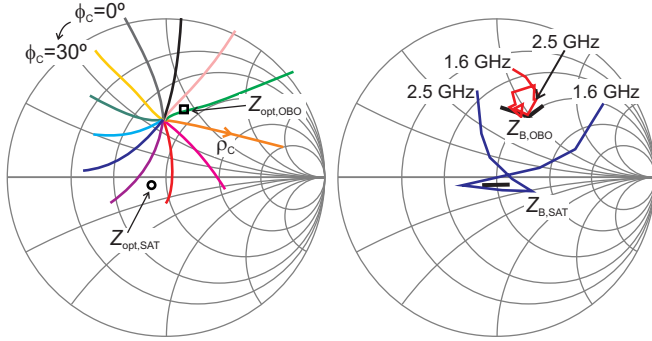 ϕC=0º
ϕC=30º
Zopt,OBO
ρC
Zopt,SAT
2.5 GHz
1.6 GHz
2.5 GHz
1.6 GHz
ZB,OBO
ZB,SAT